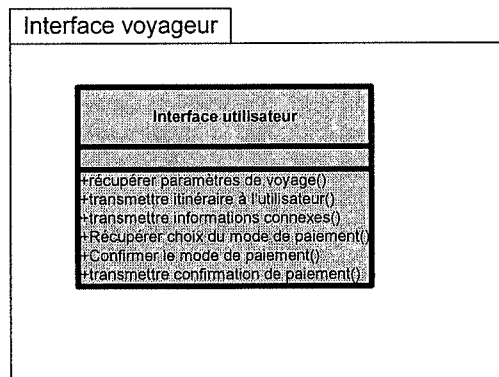 Interface voyageur
Interface utilisateur
+récupérer paramètres de voyage()
+transmettre itinéraire à l'utilisateur()
+transmettre informations connexes()
+Récupérer choix du mode de paiement()
+Confirmer le mode de paiement()
+transmettre confirmation de paiement()